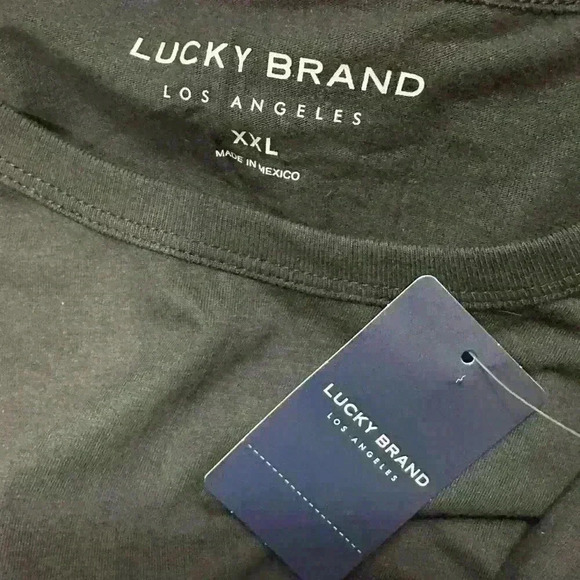 LUCKY BRAND
LOS ANGELES
XXL
MADE IN MEXICO
LUCKY BRAND
LOS ANGELES